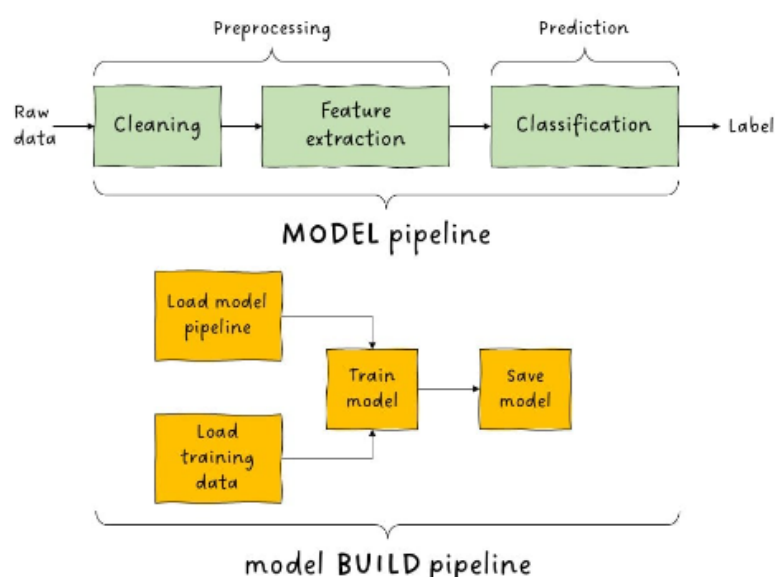 Preprocessing
Prediction
Raw
data
Cleaning
Feature
extraction
Classification
Label
MODEL pipeline
Load model
pipeline
Train
model
Save
model
Load
training
data
model BUILD pipeline